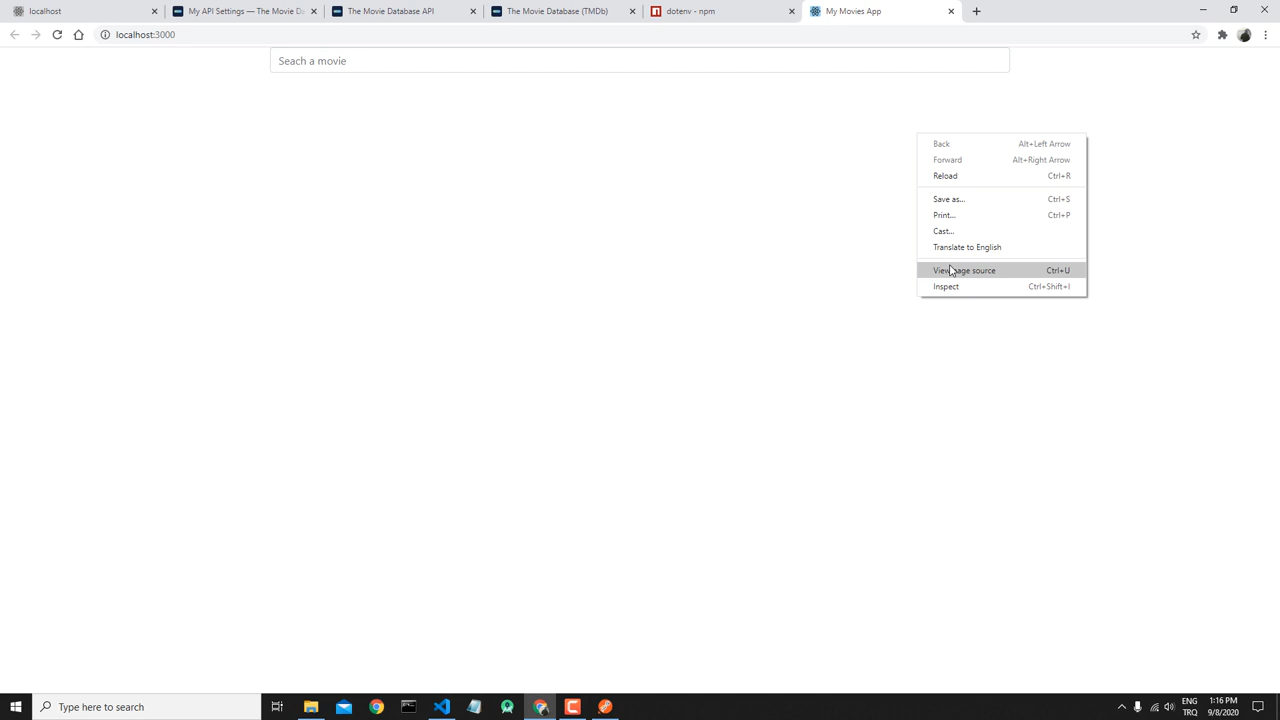 localhost
My API Settings — The Movie D
The Movie Database API
The Movie Database (TMDb)
dotenv - npm
My Movies App
localhost:3000
Seach a movie
Back Alt+Left Arrow
Forward Alt+Right Arrow
Reload Ctrl+R
Save as... Ctrl+S
Print... Ctrl+P
Cast...
Translate to English
View page source Ctrl+U
Inspect Ctrl+Shift+I
Type here to search
ENG
TRQ
1:16 PM
9/8/2020